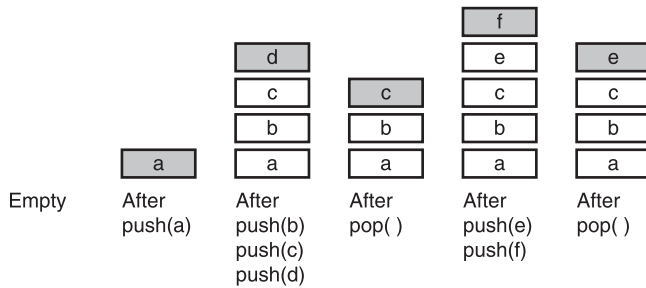 f
d
e
e
c
c
c
c
b
b
b
b
a
a
a
a
a
Empty
After
push(a)
After
push(b)
push(c)
push(d)
After
pop( )
After
push(e)
push(f)
After
pop( )